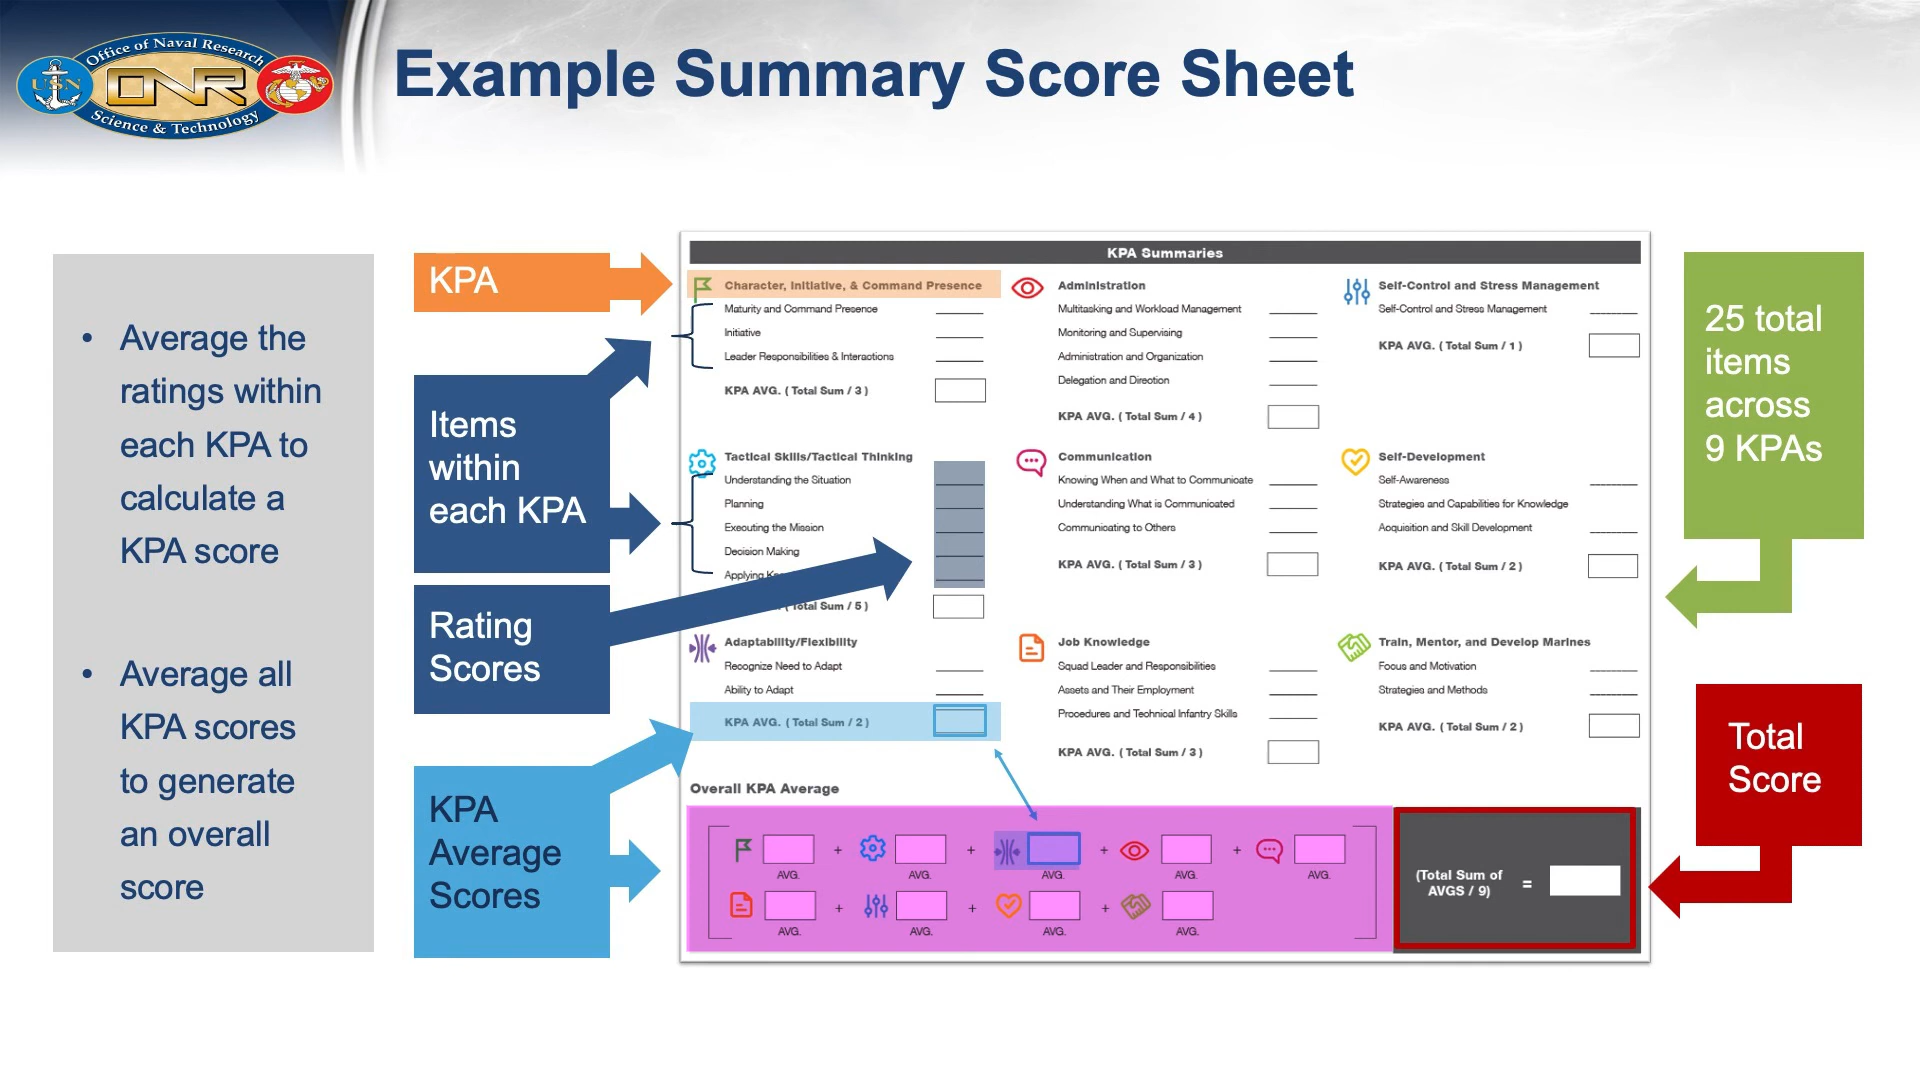 Office of Naval Research
USN
ONR
Science & Technology
Example Summary Score Sheet
• Average the
ratings within
each KPA to
calculate a
KPA score
• Average all
KPA scores
to generate
an overall
score
KPA
Items
within
each KPA
Rating
Scores
KPA
Average
Scores
KPA Summaries
Character, Initiative, & Command Presence
Maturity and Command Presence
Initiative
Leader Responsibilities & Interactions
KPA AVG. ( Total Sum / 3 )
Administration
Multitasking and Workload Management
Monitoring and Supervising
Administration and Organization
Delegation and Direction
KPA AVG. ( Total Sum / 4 )
Self-Control and Stress Management
Self-Control and Stress Management
KPA AVG. ( Total Sum / 1 )
Tactical Skills/Tactical Thinking
Understanding the Situation
Planning
Executing the Mission
Decision Making
Applying
Total Sum / 5 )
Communication
Knowing When and What to Communicate
Understanding What is Communicated
Communicating to Others
KPA AVG. ( Total Sum / 3 )
Self-Development
Self-Awareness
Strategies and Capabilities for Knowledge
Acquisition and Skill Development
KPA AVG. ( Total Sum / 2 )
Adaptability/Flexibility
Recognize Need to Adapt
Ability to Adapt
KPA AVG. ( Total Sum / 2 )
Job Knowledge
Squad Leader and Responsibilities
Assets and Their Employment
Procedures and Technical Infantry Skills
KPA AVG. ( Total Sum / 3 )
Train, Mentor, and Develop Marines
Focus and Motivation
Strategies and Methods
KPA AVG. ( Total Sum / 2 )
Overall KPA Average
+ + + +
AVG. AVG. AVG. AVG. AVG.
+ + +
AVG. AVG. AVG. AVG.
(Total Sum of
AVGS / 9) =
25 total
items
across
9 KPAs
Total
Score